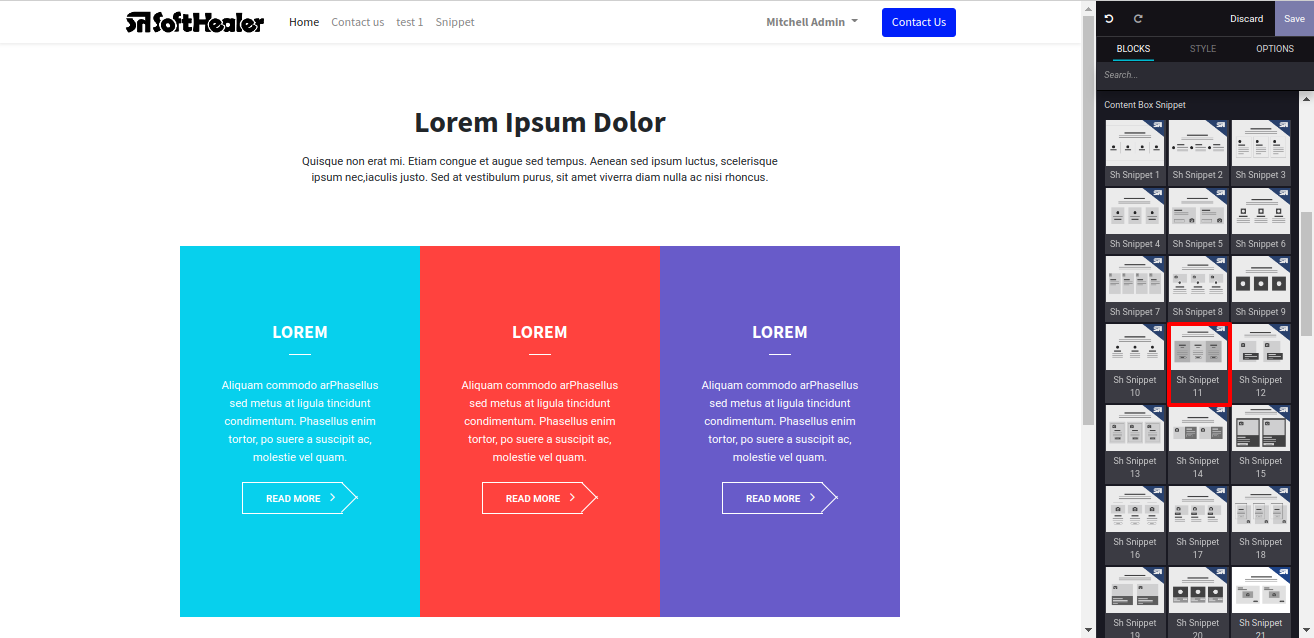 SoftHealer
Home Contact us test 1 Snippet
Mitchell Admin
Contact Us
Lorem Ipsum Dolor
Quisque non erat mi. Etiam congue et augue sed tempus. Aenean sed ipsum luctus, scelerisque
ipsum nec,iaculis justo. Sed at vestibulum purus, sit amet viverra diam nulla ac nisi rhoncus.
LOREM
Aliquam commodo arPhasellus
sed metus at ligula tincidunt
condimentum. Phasellus enim
tortor, po suere a suscipit ac,
molestie vel quam.
READ MORE
LOREM
Aliquam commodo arPhasellus
sed metus at ligula tincidunt
condimentum. Phasellus enim
tortor, po suere a suscipit ac,
molestie vel quam.
READ MORE
LOREM
Aliquam commodo arPhasellus
sed metus at ligula tincidunt
condimentum. Phasellus enim
tortor, po suere a suscipit ac,
molestie vel quam.
READ MORE
Discard Save
BLOCKS STYLE OPTIONS
Search...
Content Box Snippet
Sh Snippet 1 Sh Snippet 2 Sh Snippet 3
Sh Snippet 4 Sh Snippet 5 Sh Snippet 6
Sh Snippet 7 Sh Snippet 8 Sh Snippet 9
Sh Snippet Sh Snippet Sh Snippet
10 11 12
Sh Snippet Sh Snippet Sh Snippet
13 14 15
Sh Snippet Sh Snippet Sh Snippet
16 17 18
Sh Snippet Sh Snippet Sh Snippet
19 20 21